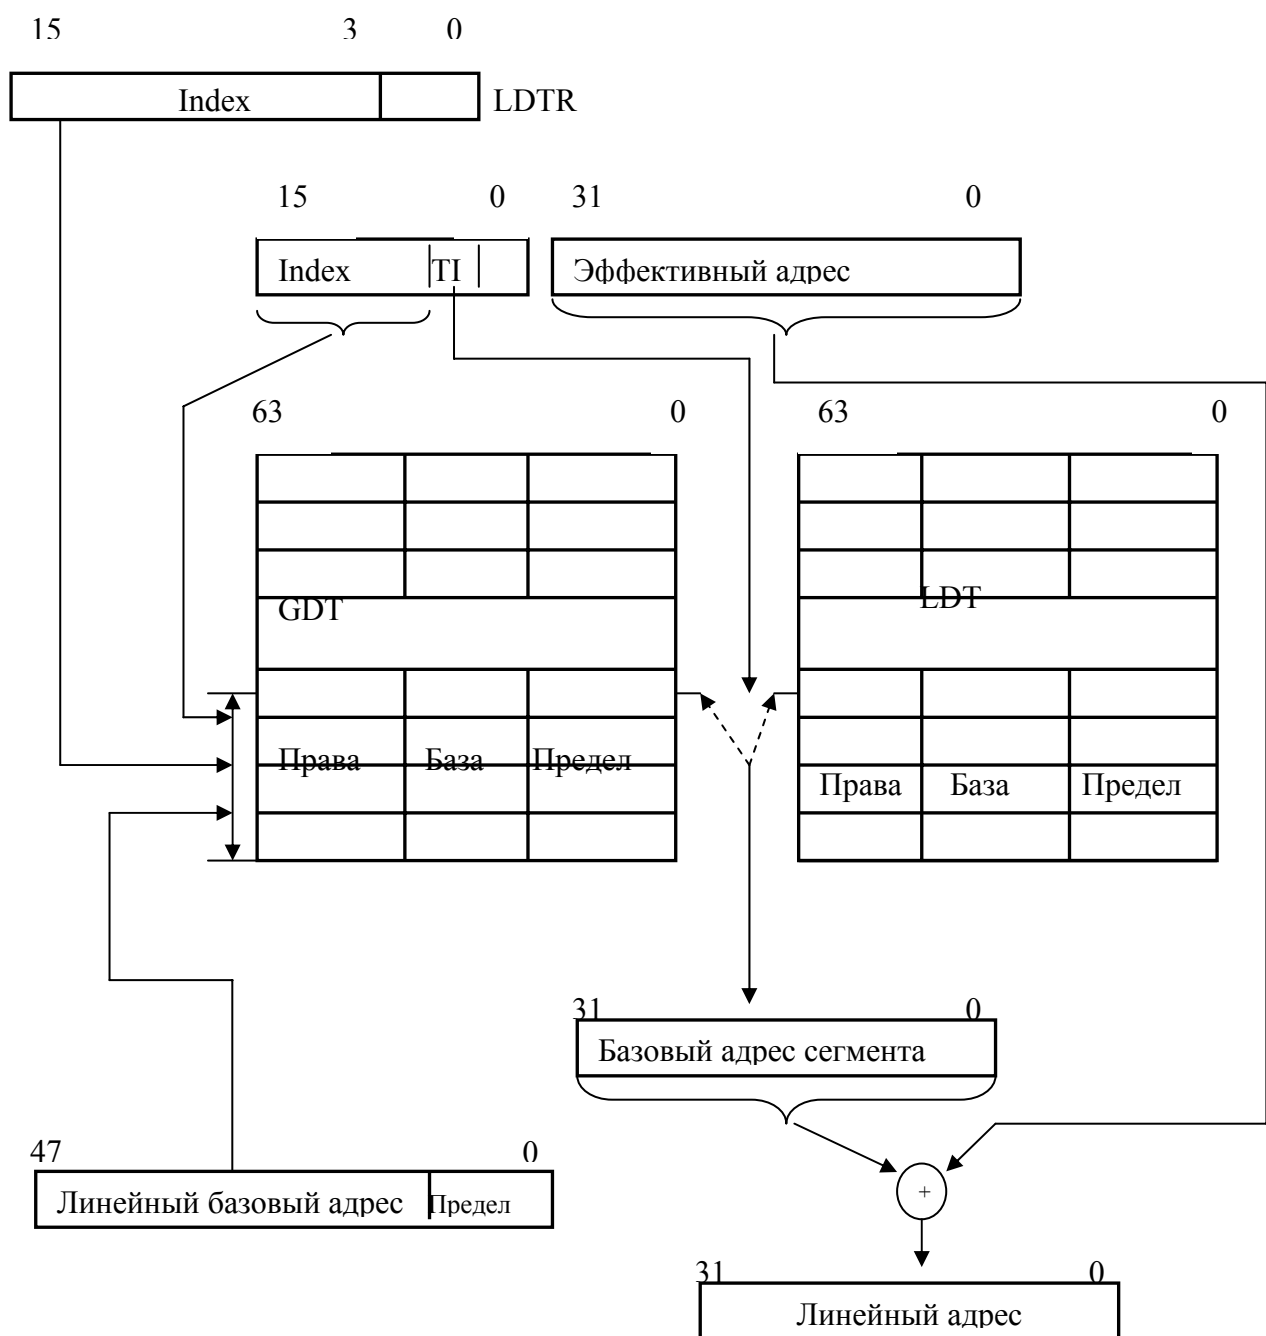 15 3 0
Index LDTR
15 0 31 0
Index TI Эффективный адрес
63 0 63 0
GDT LDT
Права База Предел
Права База Предел
31 0
Базовый адрес сегмента
47 0
Линейный базовый адрес Предел
+
31 0
Линейный адрес